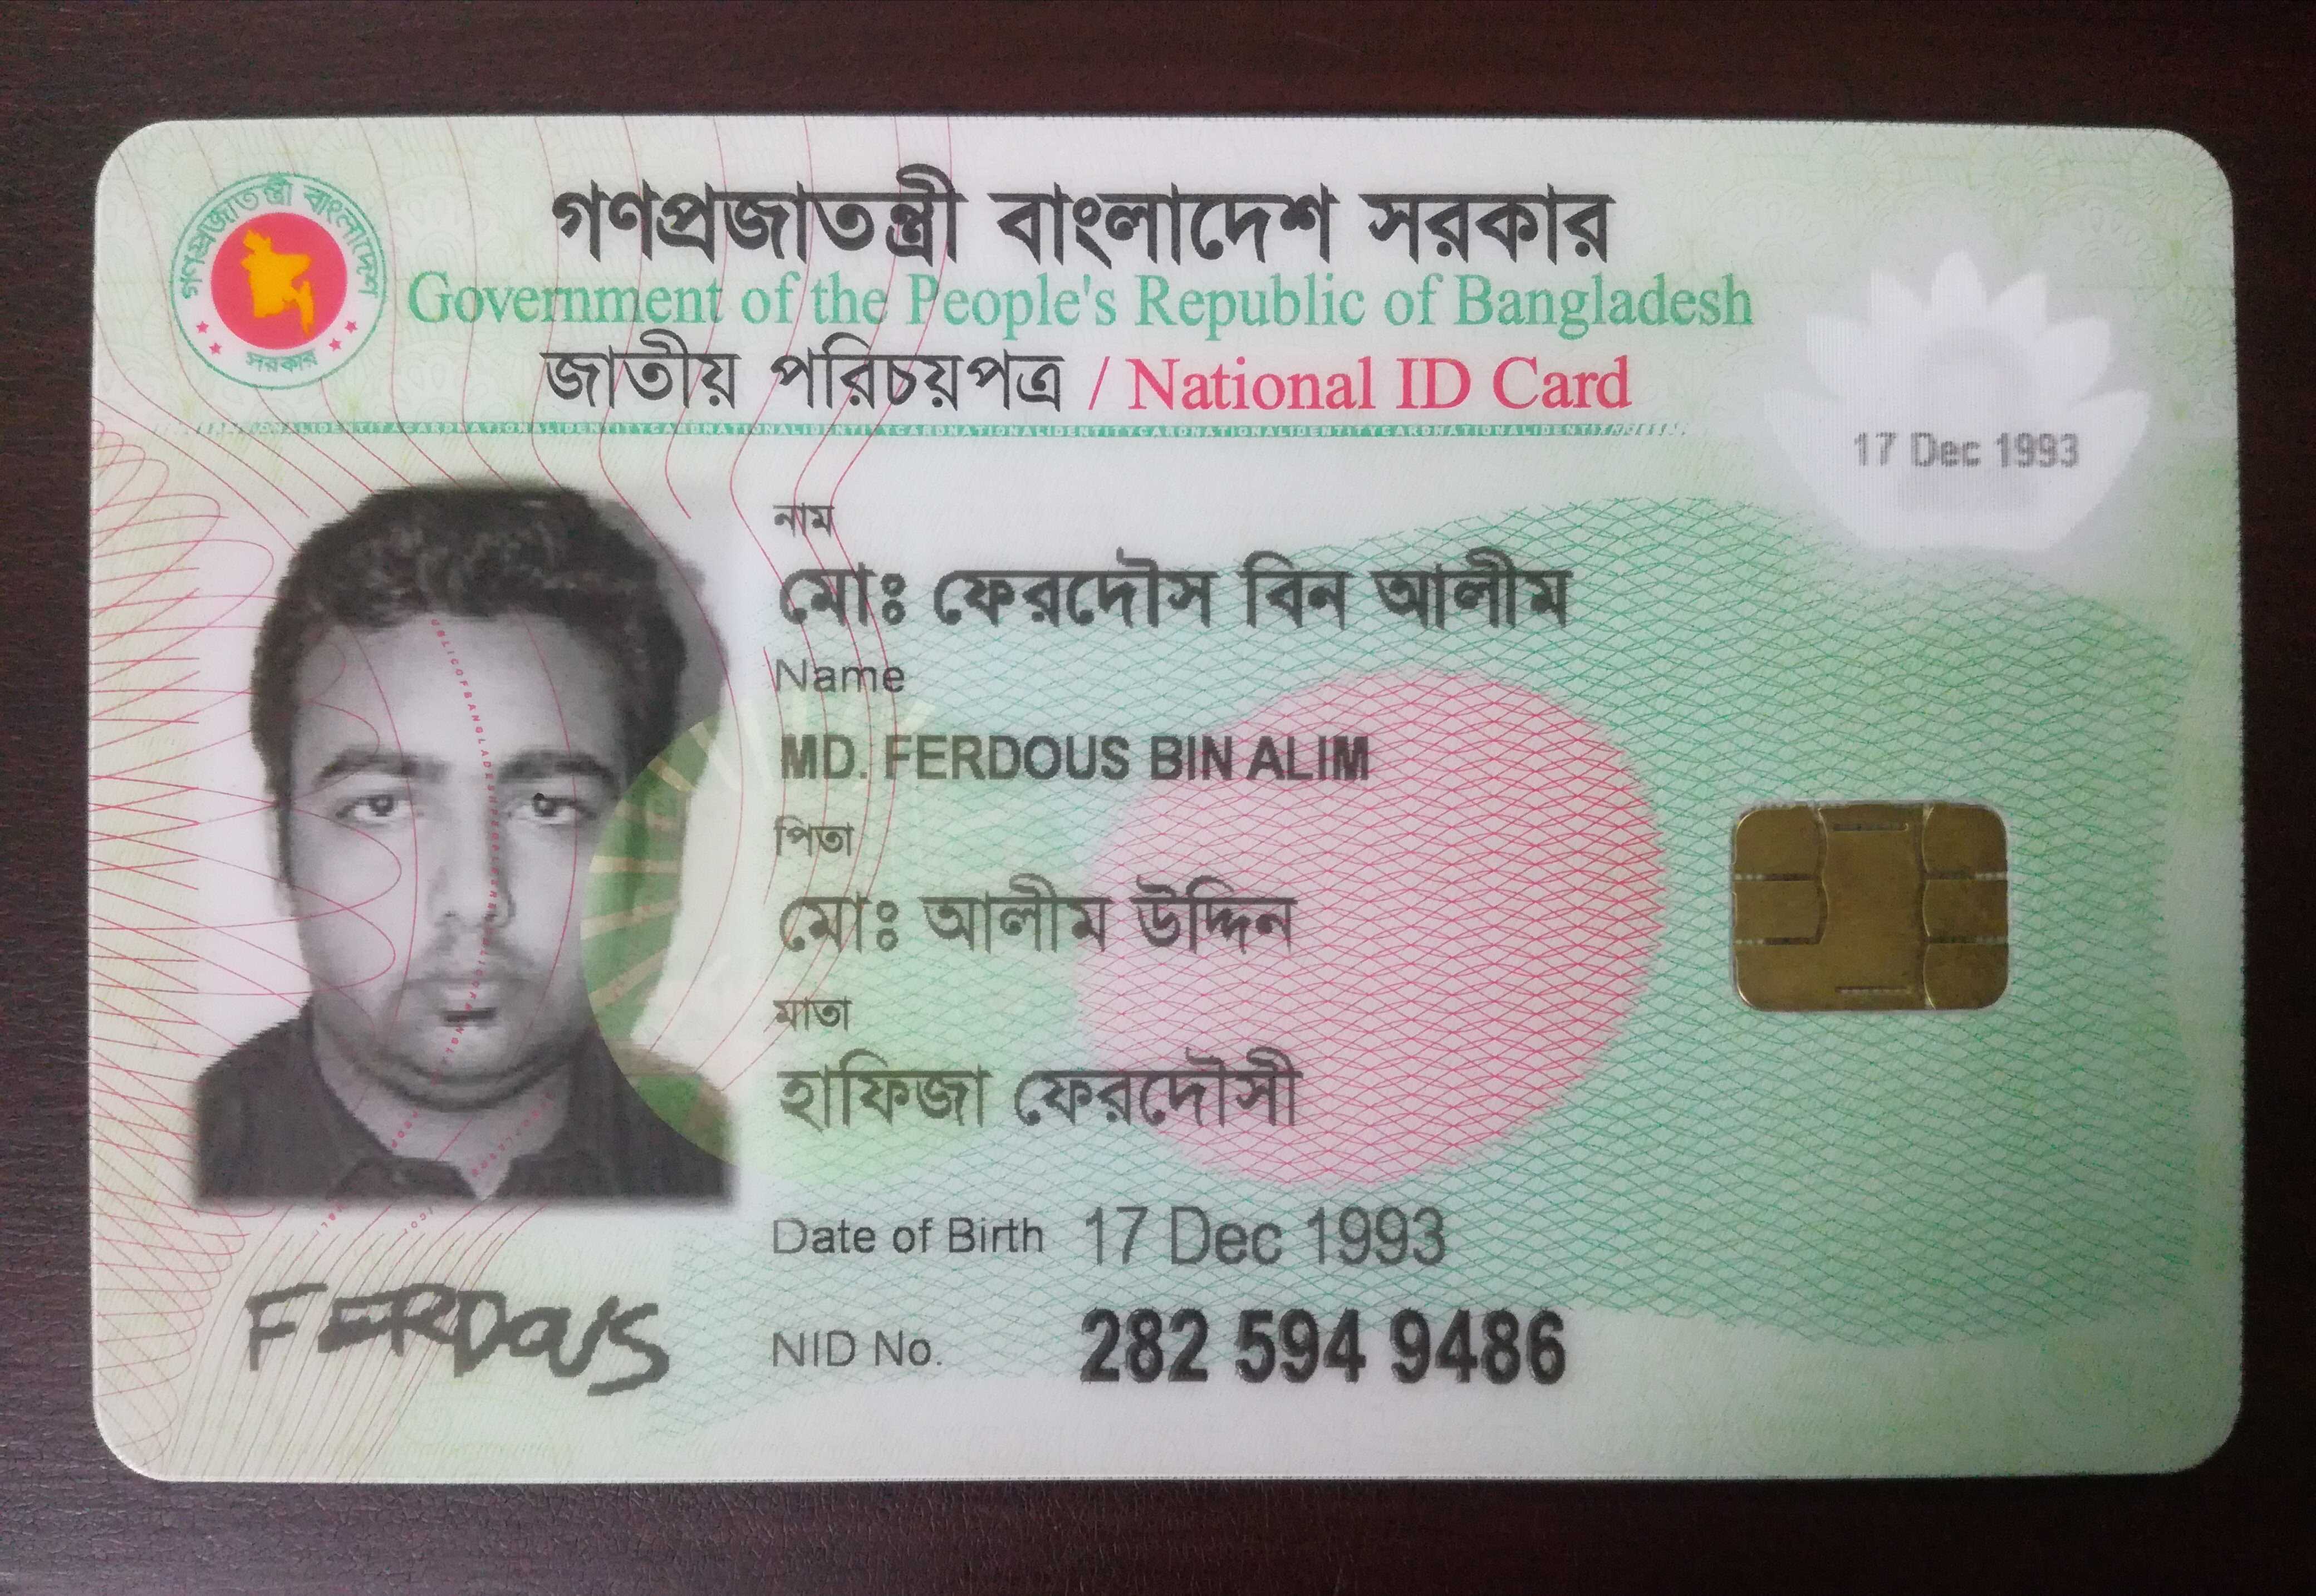 গণপ্রজাতন্ত্রী বাংলাদেশ সরকার
গণপ্রজাতন্ত্রী বাংলাদেশ
সরকার
Government of the People's Republic of Bangladesh
জাতীয় পরিচয়পত্র / National ID Card
17 Dec 1993
নাম
মোঃ ফেরদৌস বিন আলীম
Name
MD. FERDOUS BIN ALIM
পিতা
মোঃ আলীম উদ্দিন
মাতা
হাফিজা ফেরদৌসী
Date of Birth 17 Dec 1993
FERDOUS
NID No. 282 594 9486